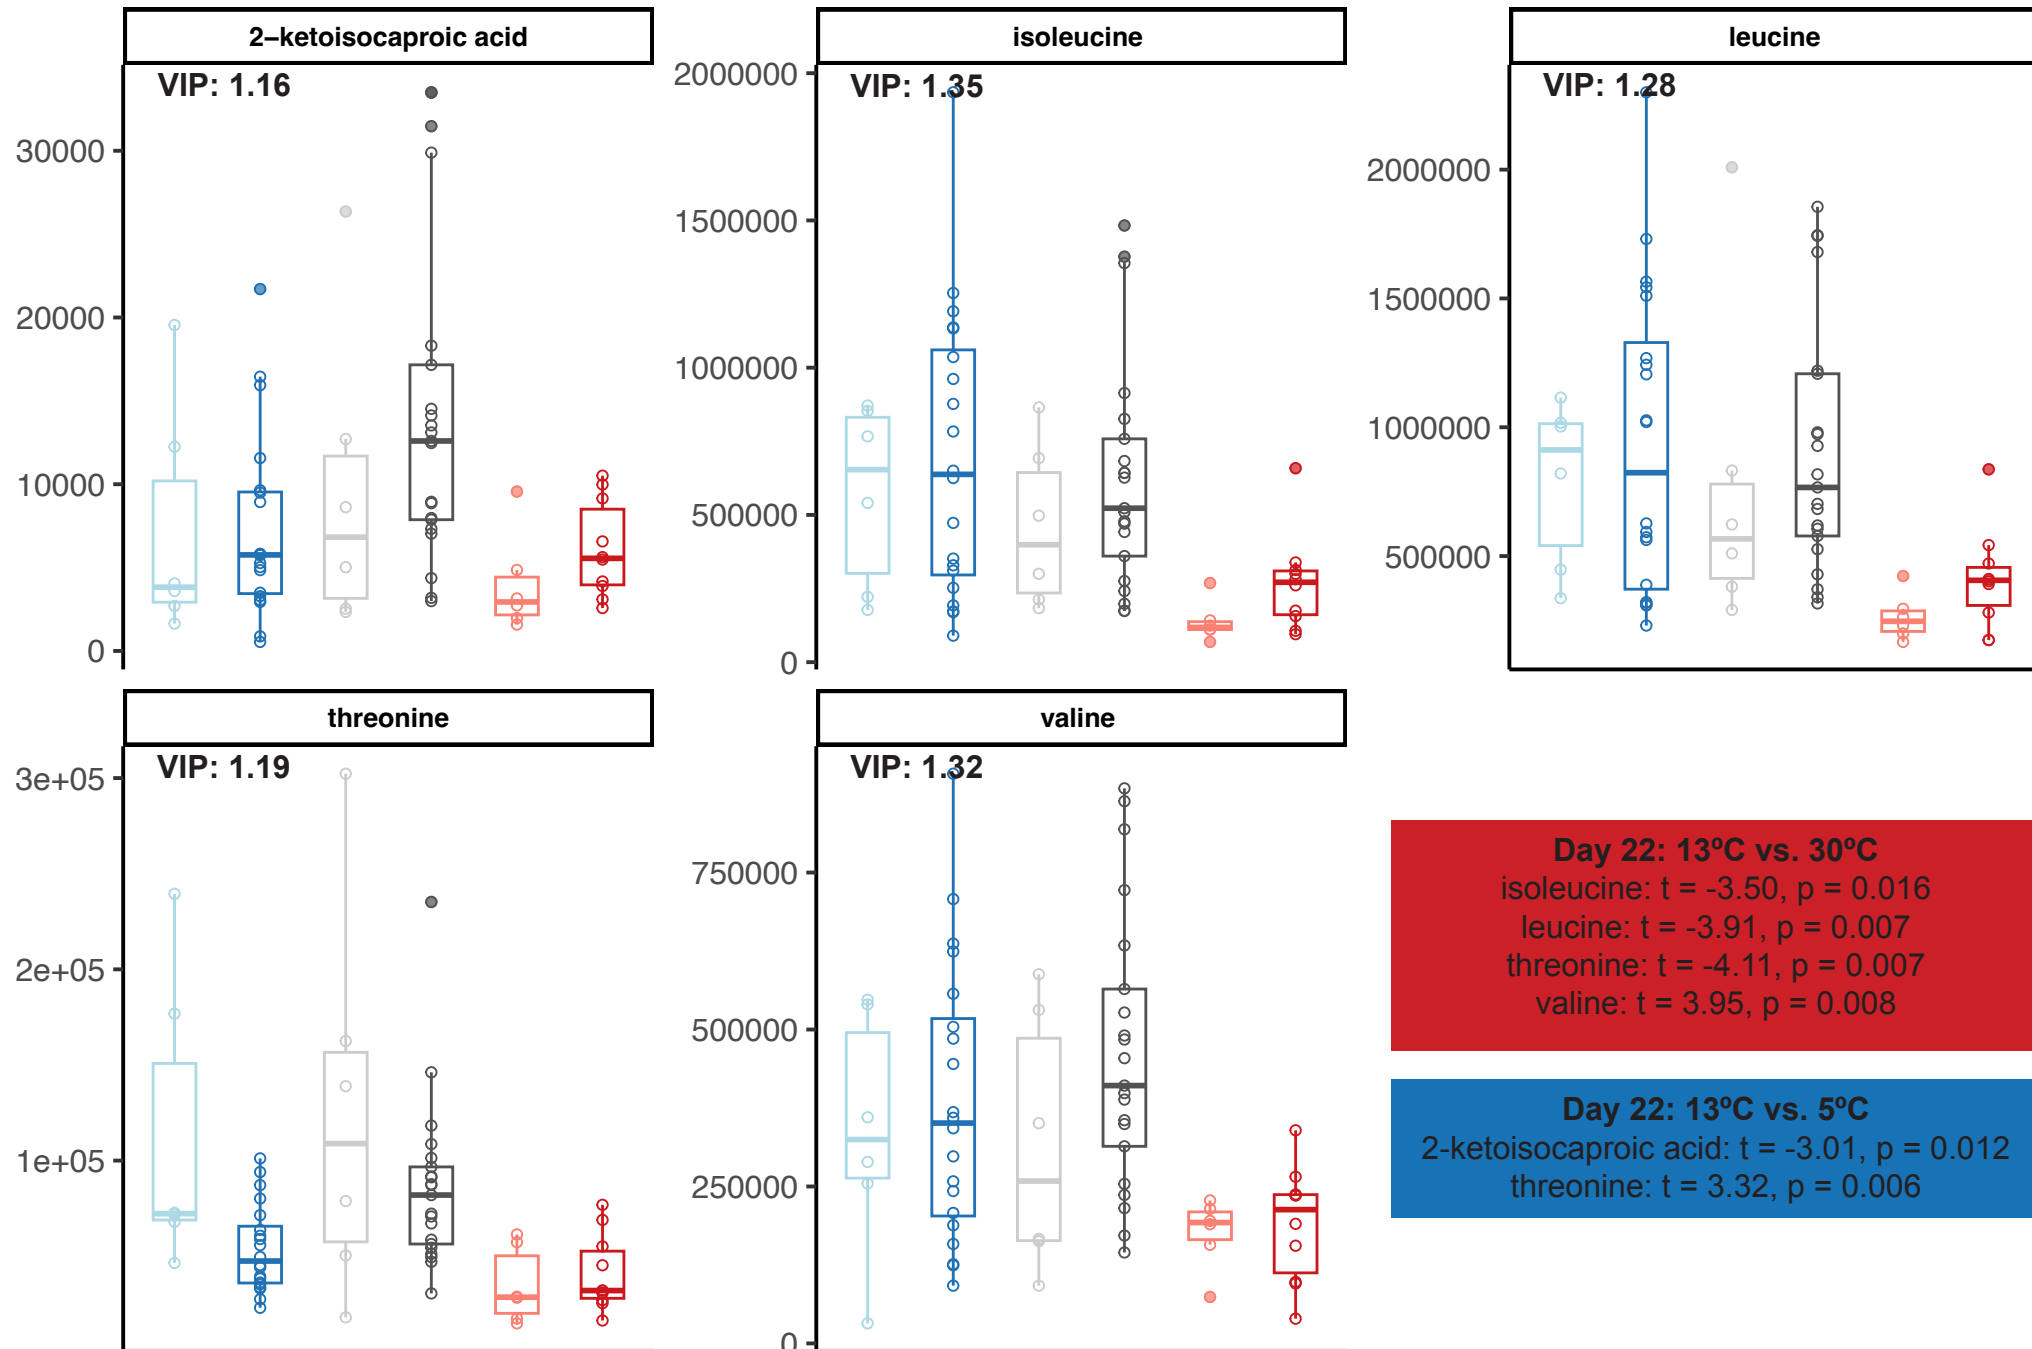 2–ketoisocaproic acid
VIP: 1.16
30000
20000
10000
0
isoleucine
VIP: 1.35
2000000
1500000
1000000
500000
0
leucine
VIP: 1.28
2000000
1500000
1000000
500000
threonine
VIP: 1.19
3e+05
2e+05
1e+05
valine
VIP: 1.32
750000
500000
250000
0
Day 22: 13ºC vs. 30ºC
isoleucine: t = -3.50, p = 0.016
leucine: t = -3.91, p = 0.007
threonine: t = -4.11, p = 0.007
valine: t = 3.95, p = 0.008
Day 22: 13ºC vs. 5ºC
2-ketoisocaproic acid: t = -3.01, p = 0.012
threonine: t = 3.32, p = 0.006